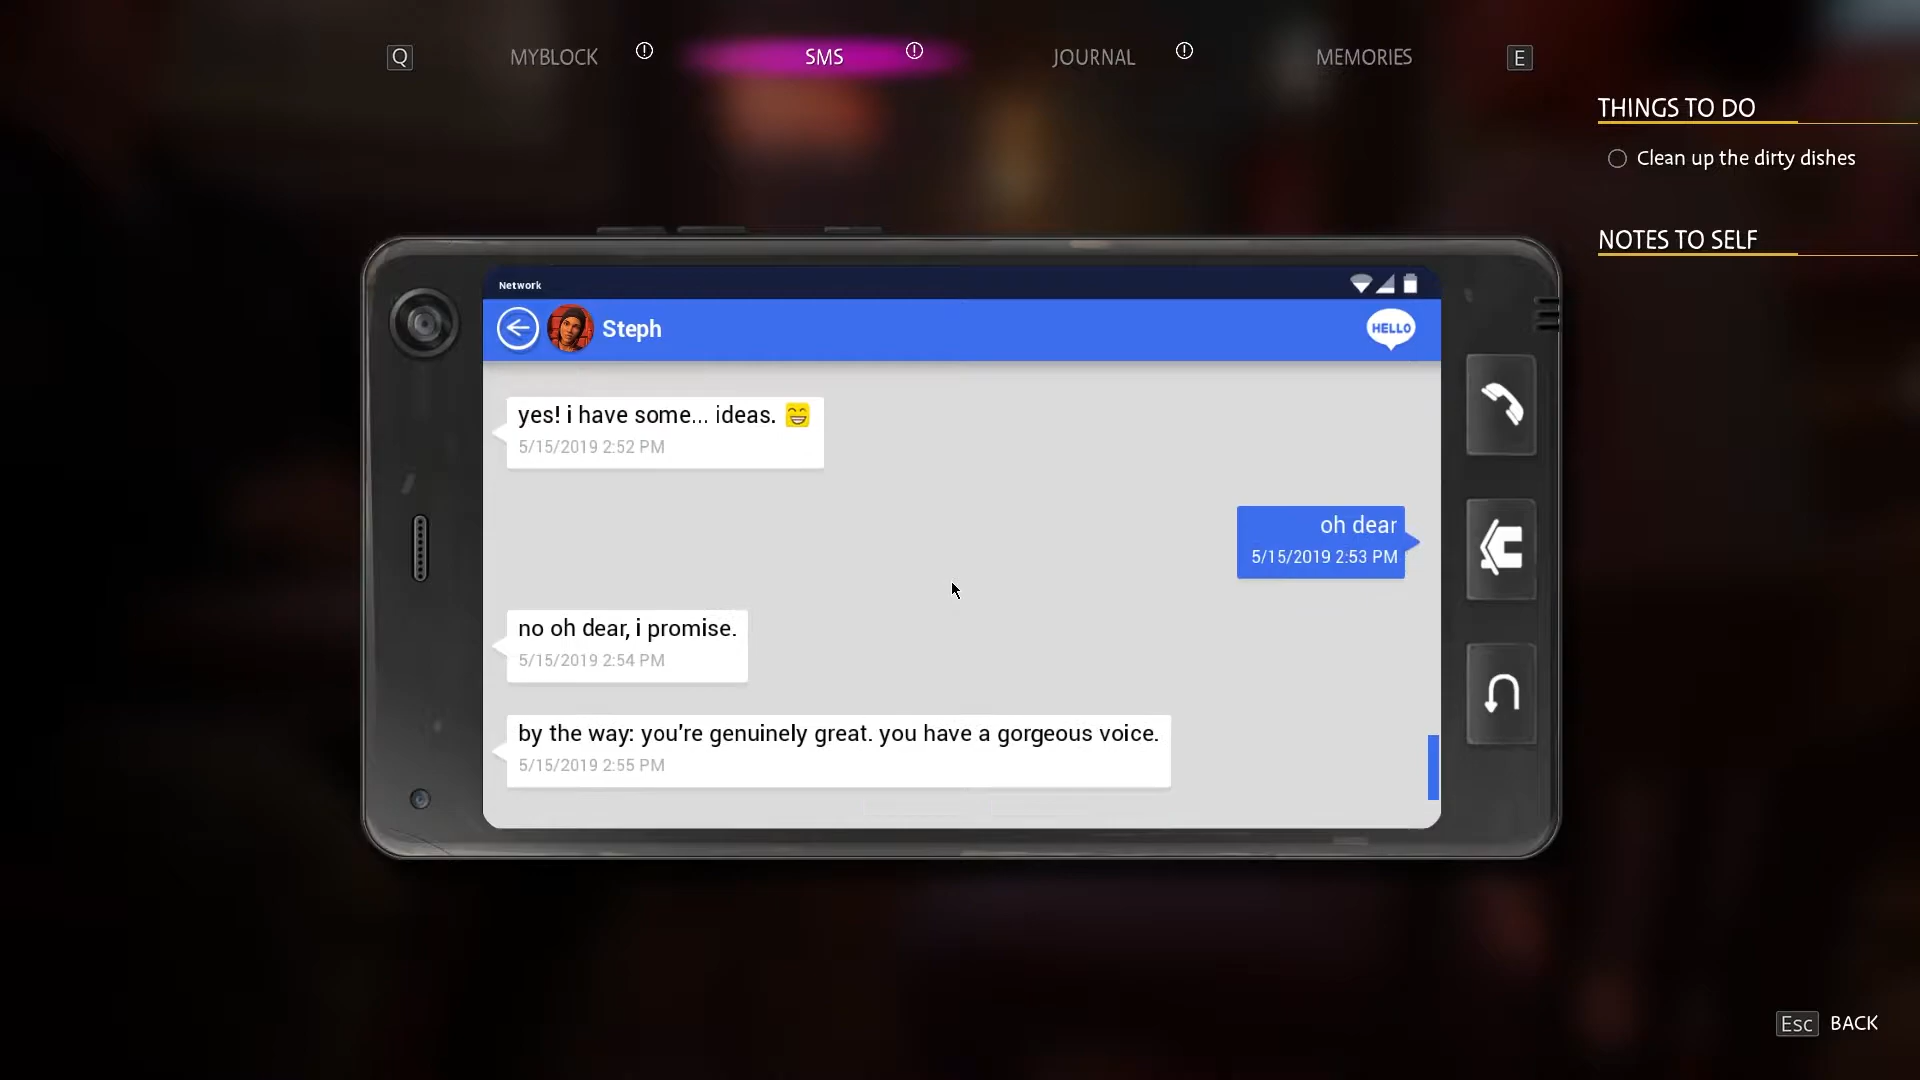 Q MYBLOCK SMS JOURNAL MEMORIES E
THINGS TO DO
Clean up the dirty dishes
NOTES TO SELF
Network
Steph
HELLO
yes! i have some... ideas. 😄
5/15/2019 2:52 PM
oh dear
5/15/2019 2:53 PM
no oh dear, i promise.
5/15/2019 2:54 PM
by the way: you're genuinely great. you have a gorgeous voice.
5/15/2019 2:55 PM
Esc BACK